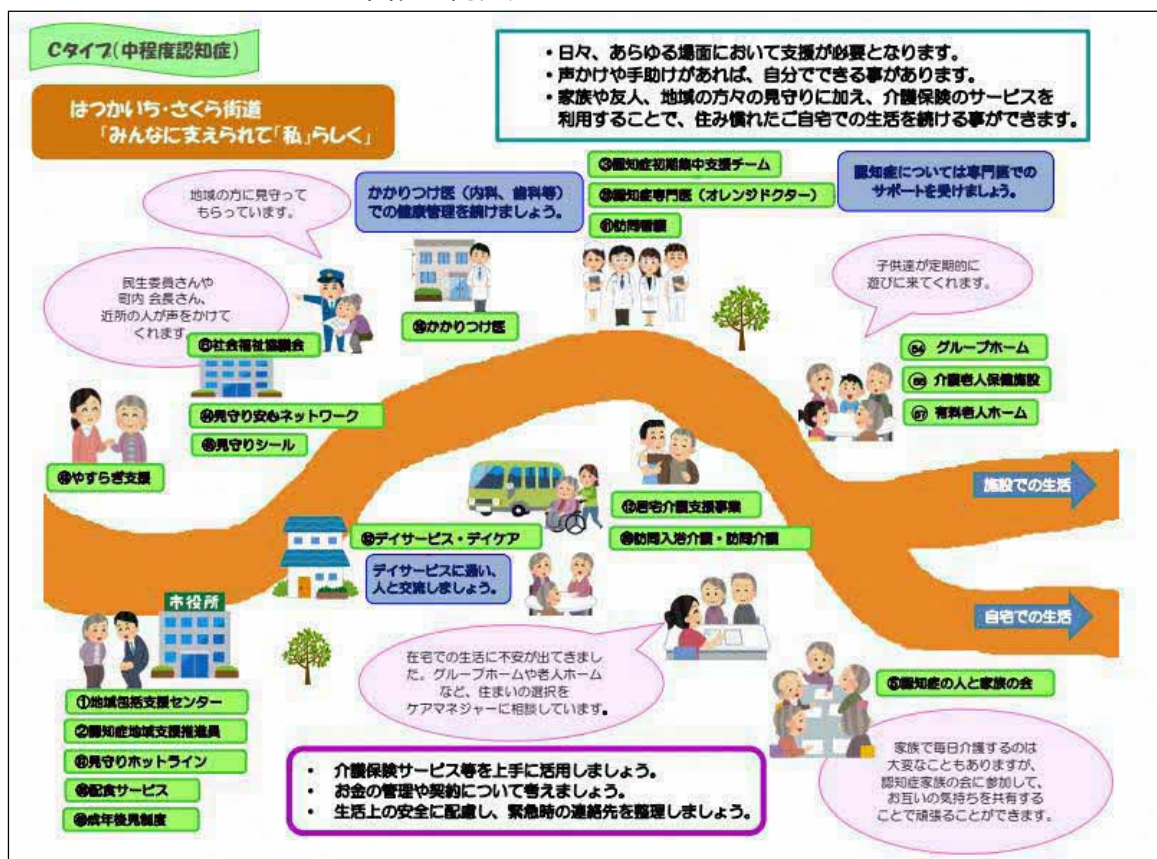 Cタイプ(中程度認知症)
はつかいち・さくら街道
「みんなに支えられて「私」らしく」
・日々、あらゆる場面において支援が必要となります。
・声かけや手助けがあれば、自分でできる事があります。
・家族や友人、地域の方々の見守りに加え、介護保険のサービスを
利用することで、住み慣れたご自宅での生活を続ける事ができます。
地域の方に見守って
もらっています。
かかりつけ医(内科、歯科等)
での健康管理を続けましょう。
③認知症初期集中支援チーム
認知症専門医(オレンジドクター)
訪問看護
認知症については専門医での
サポートを受けましょう。
民生委員さんや
町内 会長さん、
近所の人が声をかけて
くれます
社会福祉協議会
かかりつけ医
子供達が定期的に
遊びに来てくれます。
グループホーム
介護老人保健施設
有料老人ホーム
見守り安心ネットワーク
見守りシール
やすらぎ支援
施設での生活
居宅介護支援事業
訪問入浴介護・訪問介護
デイサービス・デイケア
デイサービスに通い、
人と交流しましょう。
市役所
自宅での生活
在宅での生活に不安が出てきまし
た。グループホームや老人ホーム
など、住まいの選択を
ケアマネジャーに相談しています。
⑤認知症の人と家族の会
①地域包括支援センター
②認知症地域支援推進員
見守りホットライン
配食サービス
成年後見制度
・ 介護保険サービス等を上手に活用しましょう。
・ お金の管理や契約について考えましょう。
・ 生活上の安全に配慮し、緊急時の連絡先を整理しましょう。
家族で毎日介護するのは
大変なこともありますが、
認知症家族の会に参加して、
お互いの気持ちを共有する
ことで頑張ることができます。